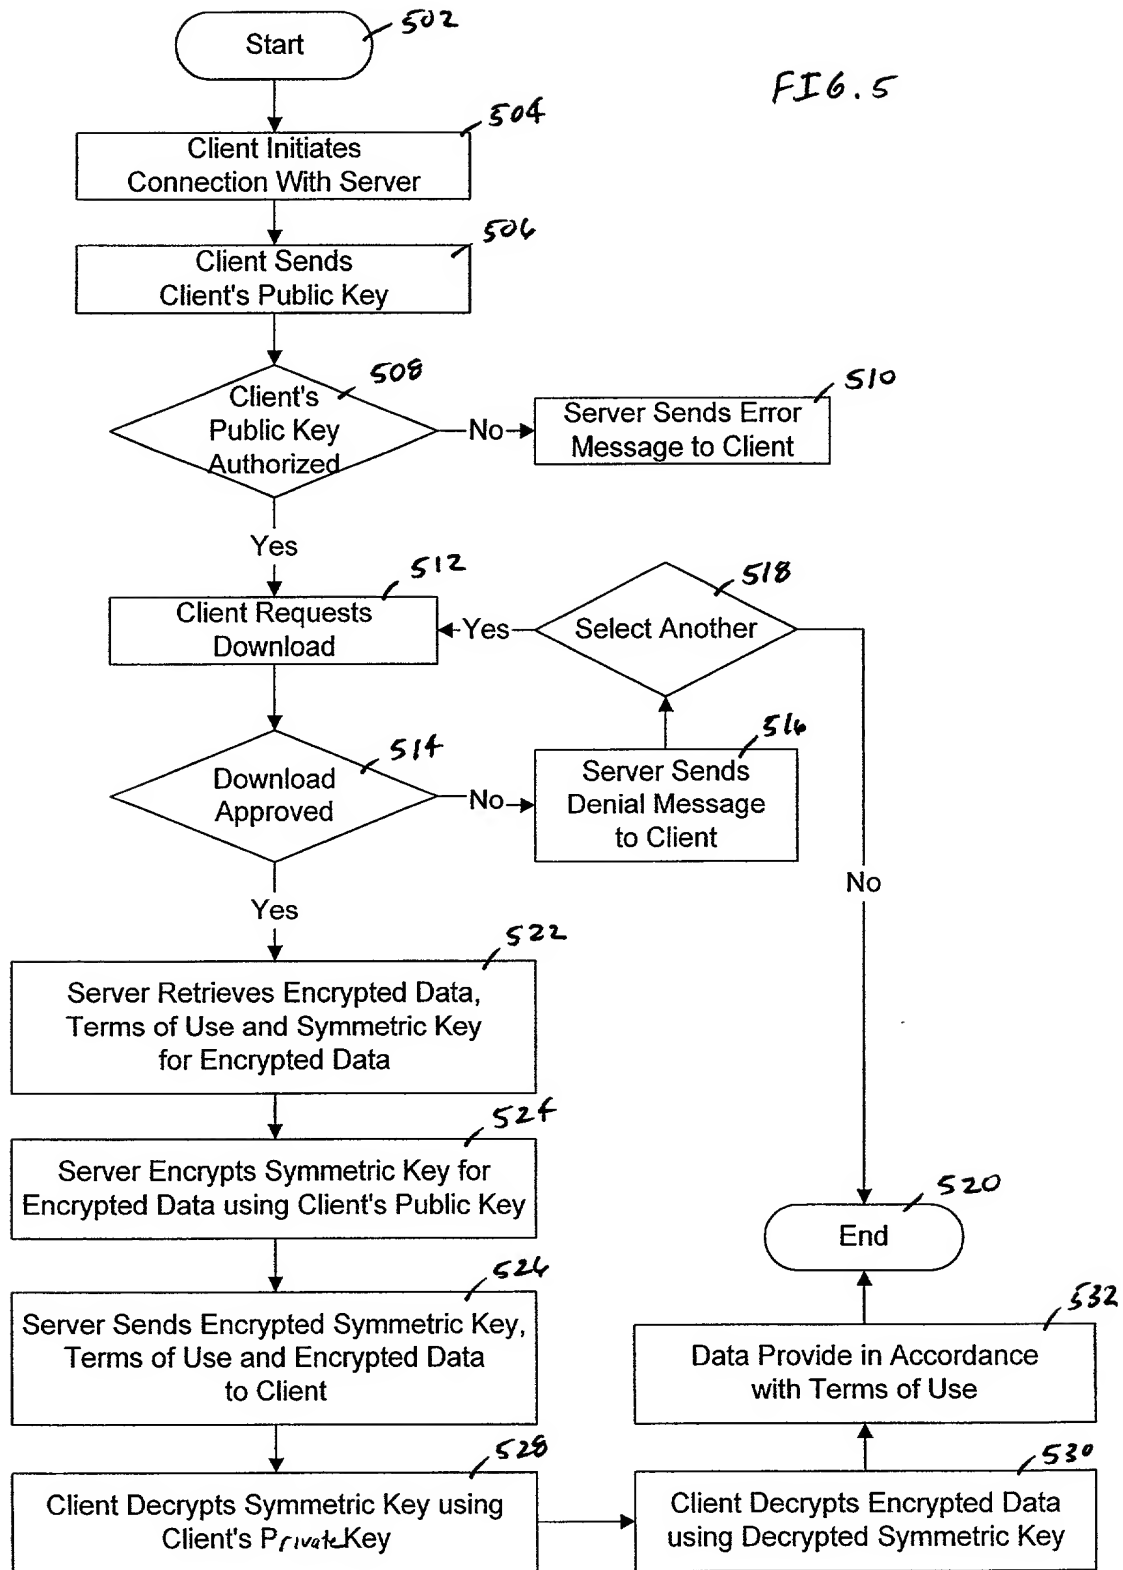 502
Start
FIG.5
504
Client Initiates
Connection With Server
506
Client Sends
Client's Public Key
508
Client's
Public Key
Authorized
No
510
Server Sends Error
Message to Client
Yes
512
Client Requests
Download
518
Select Another
Yes
514
Download
Approved
No
516
Server Sends
Denial Message
to Client
No
Yes
522
Server Retrieves Encrypted Data,
Terms of Use and Symmetric Key
for Encrypted Data
524
Server Encrypts Symmetric Key for
Encrypted Data using Client's Public Key
520
End
526
Server Sends Encrypted Symmetric Key,
Terms of Use and Encrypted Data
to Client
532
Data Provide in Accordance
with Terms of Use
528
Client Decrypts Symmetric Key using
Client's Private Key
530
Client Decrypts Encrypted Data
using Decrypted Symmetric Key